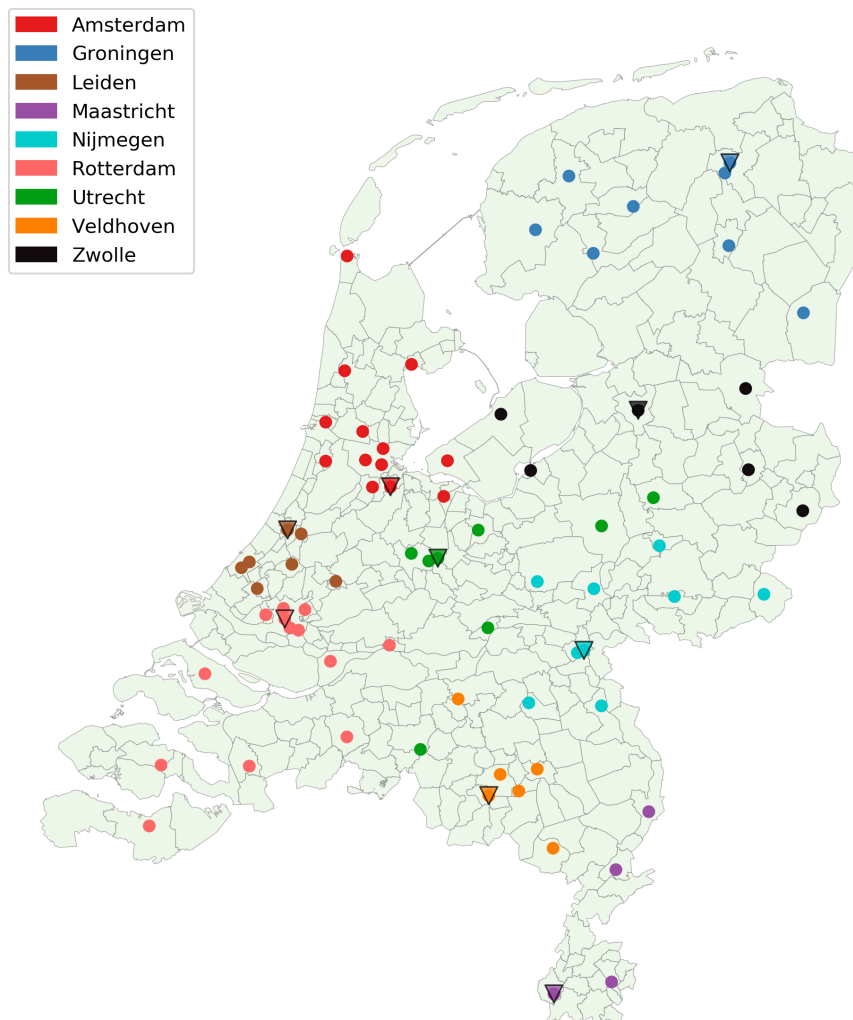 Amsterdam
Groningen
Leiden
Maastricht
Nijmegen
Rotterdam
Utrecht
Veldhoven
Zwolle